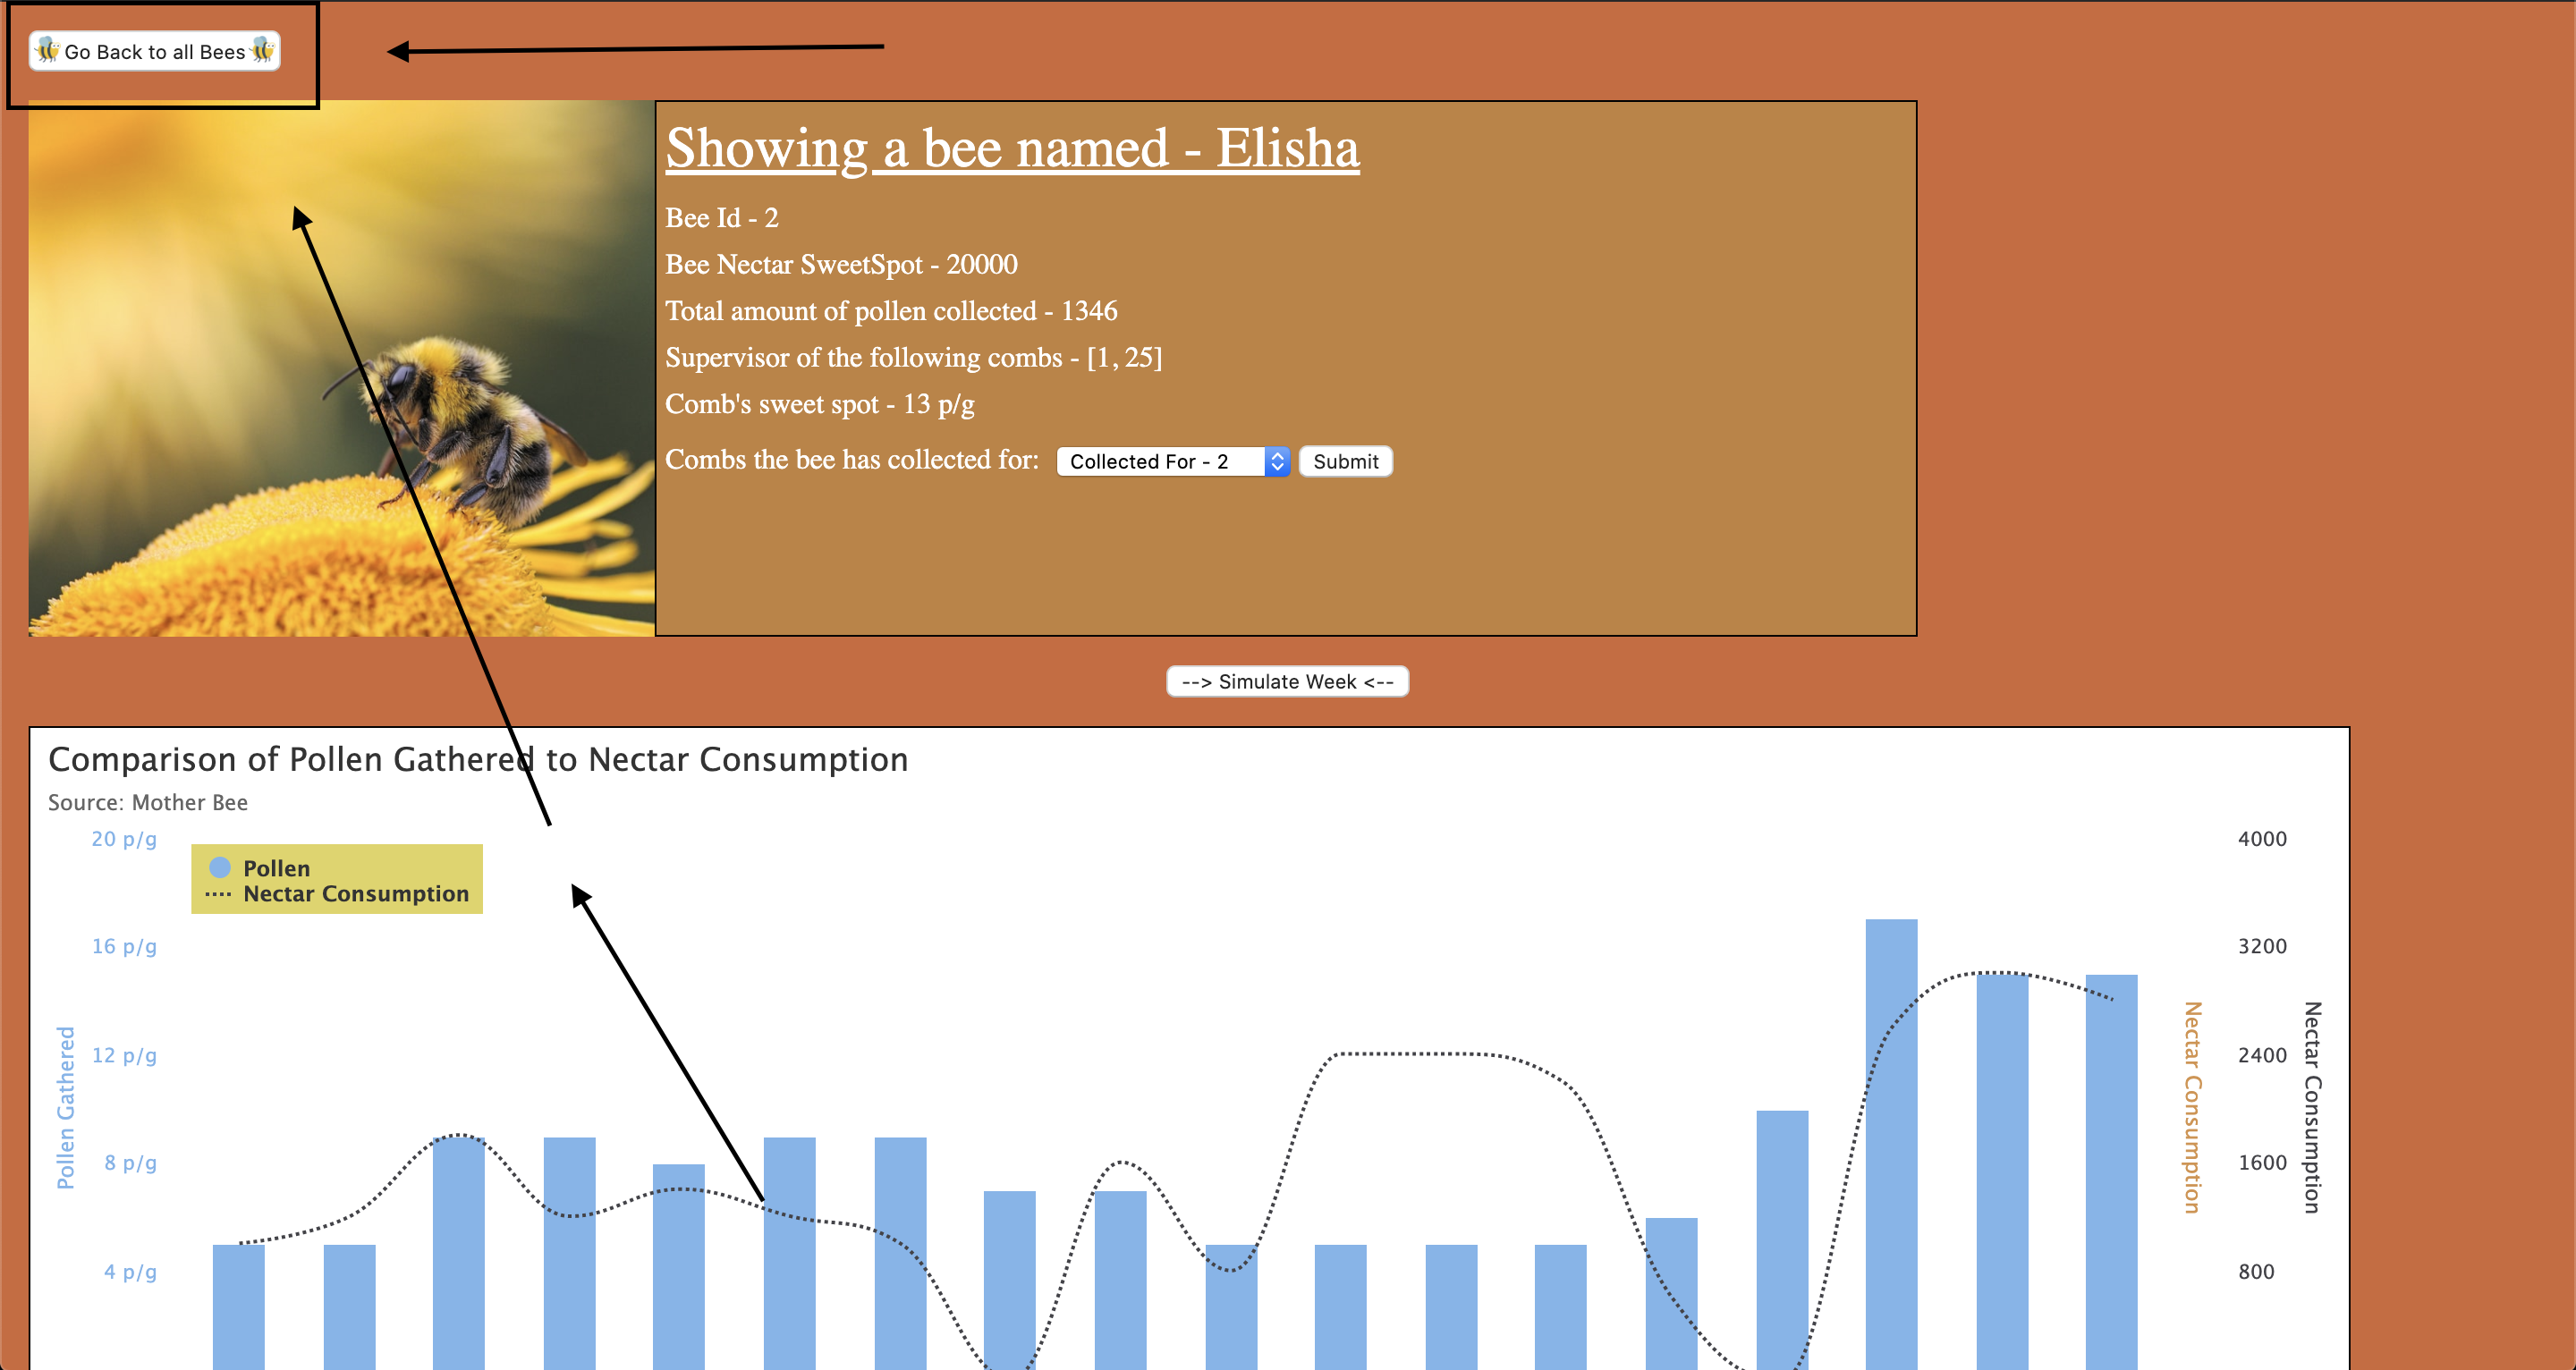 🐝Go Back to all Bees🐝
Showing a bee named - Elisha
Bee Id - 2
Bee Nectar SweetSpot - 20000
Total amount of pollen collected - 1346
Supervisor of the following combs - [1, 25]
Comb's sweet spot - 13 p/g
Combs the bee has collected for: Collected For - 2 Submit
--> Simulate Week <--
Comparison of Pollen Gathered to Nectar Consumption
Source: Mother Bee
Pollen
Nectar Consumption
20 p/g
16 p/g
12 p/g
8 p/g
4 p/g
Pollen Gathered
4000
3200
2400
1600
800
Nectar Consumption
Nectar Consumption